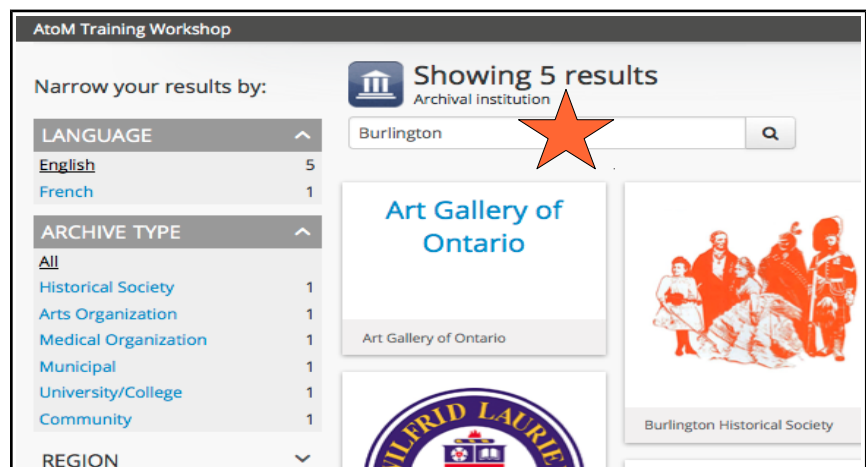 AtoM Training Workshop
Narrow your results by:
LANGUAGE
English 5
French 1
ARCHIVE TYPE
All
Historical Society 1
Arts Organization 1
Medical Organization 1
Municipal 1
University/College 1
Community 1
REGION
Showing 5 results
Archival institution
Burlington
Art Gallery of
Ontario
Art Gallery of Ontario
Burlington Historical Society
WILFRID LAURIE